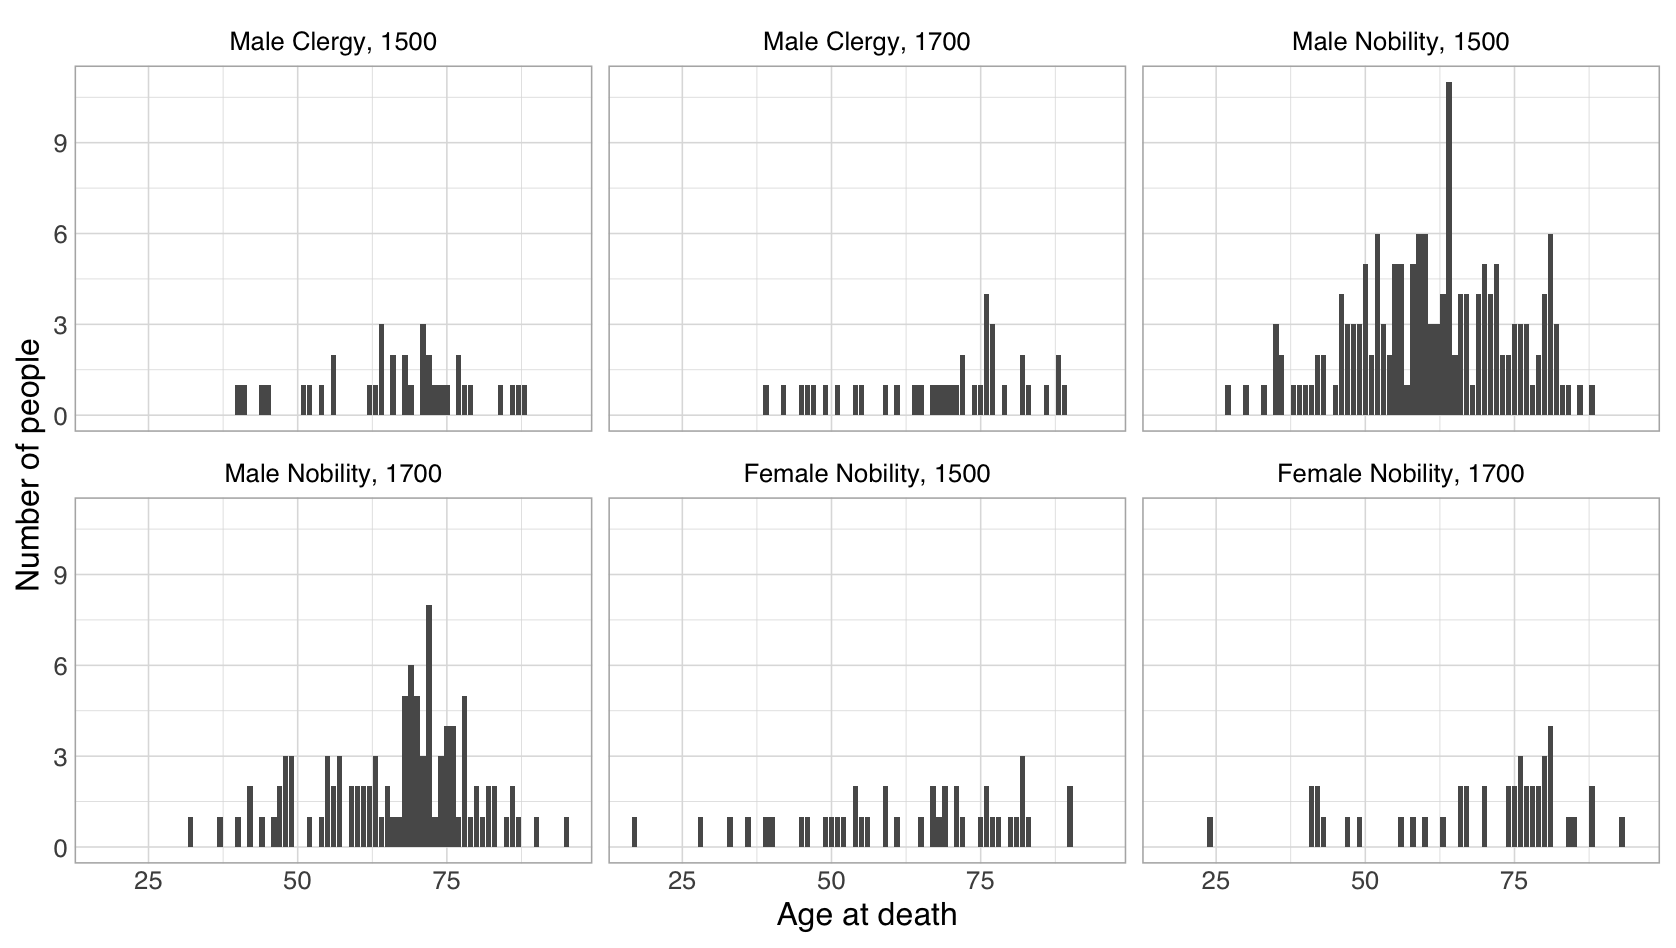 Male Clergy, 1500
Male Clergy, 1700
Male Nobility, 1500
9
6
3
0
Male Nobility, 1700
Female Nobility, 1500
Female Nobility, 1700
9
6
3
0
Number of people
25 50 75
25 50 75
25 50 75
Age at death